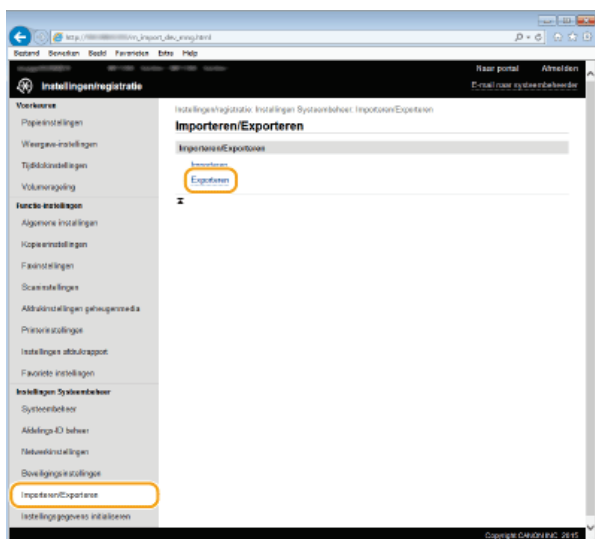 http://
/m_import_dev_mng.html
Bestand Bewerken Beeld Favorieten Extra Help
Naar portal Afmelden
Instellingen/registratie
E-mail naar systeembeheerder
Voorkeuren
Papierinstellingen
Weergave-instellingen
Tijdklokinstellingen
Volumeregeling
Functie-instellingen
Algemene instellingen
Kopieerinstellingen
Faxinstellingen
Scaninstellingen
Afdrukinstellingen geheugenmedia
Printerinstellingen
Instellingen afdrukrapport
Favoriete instellingen
Instellingen Systeembeheer
Systeembeheer
Afdelings-ID beheer
Netwerkinstellingen
Beveiligingsinstellingen
Importeren/Exporteren
Instellingsgegevens initialiseren
Instellingen/registratie: Instellingen Systeembeheer: Importeren/Exporteren
Importeren/Exporteren
Importeren/Exporteren
Importeren
Exporteren
Copyright CANON INC. 2015